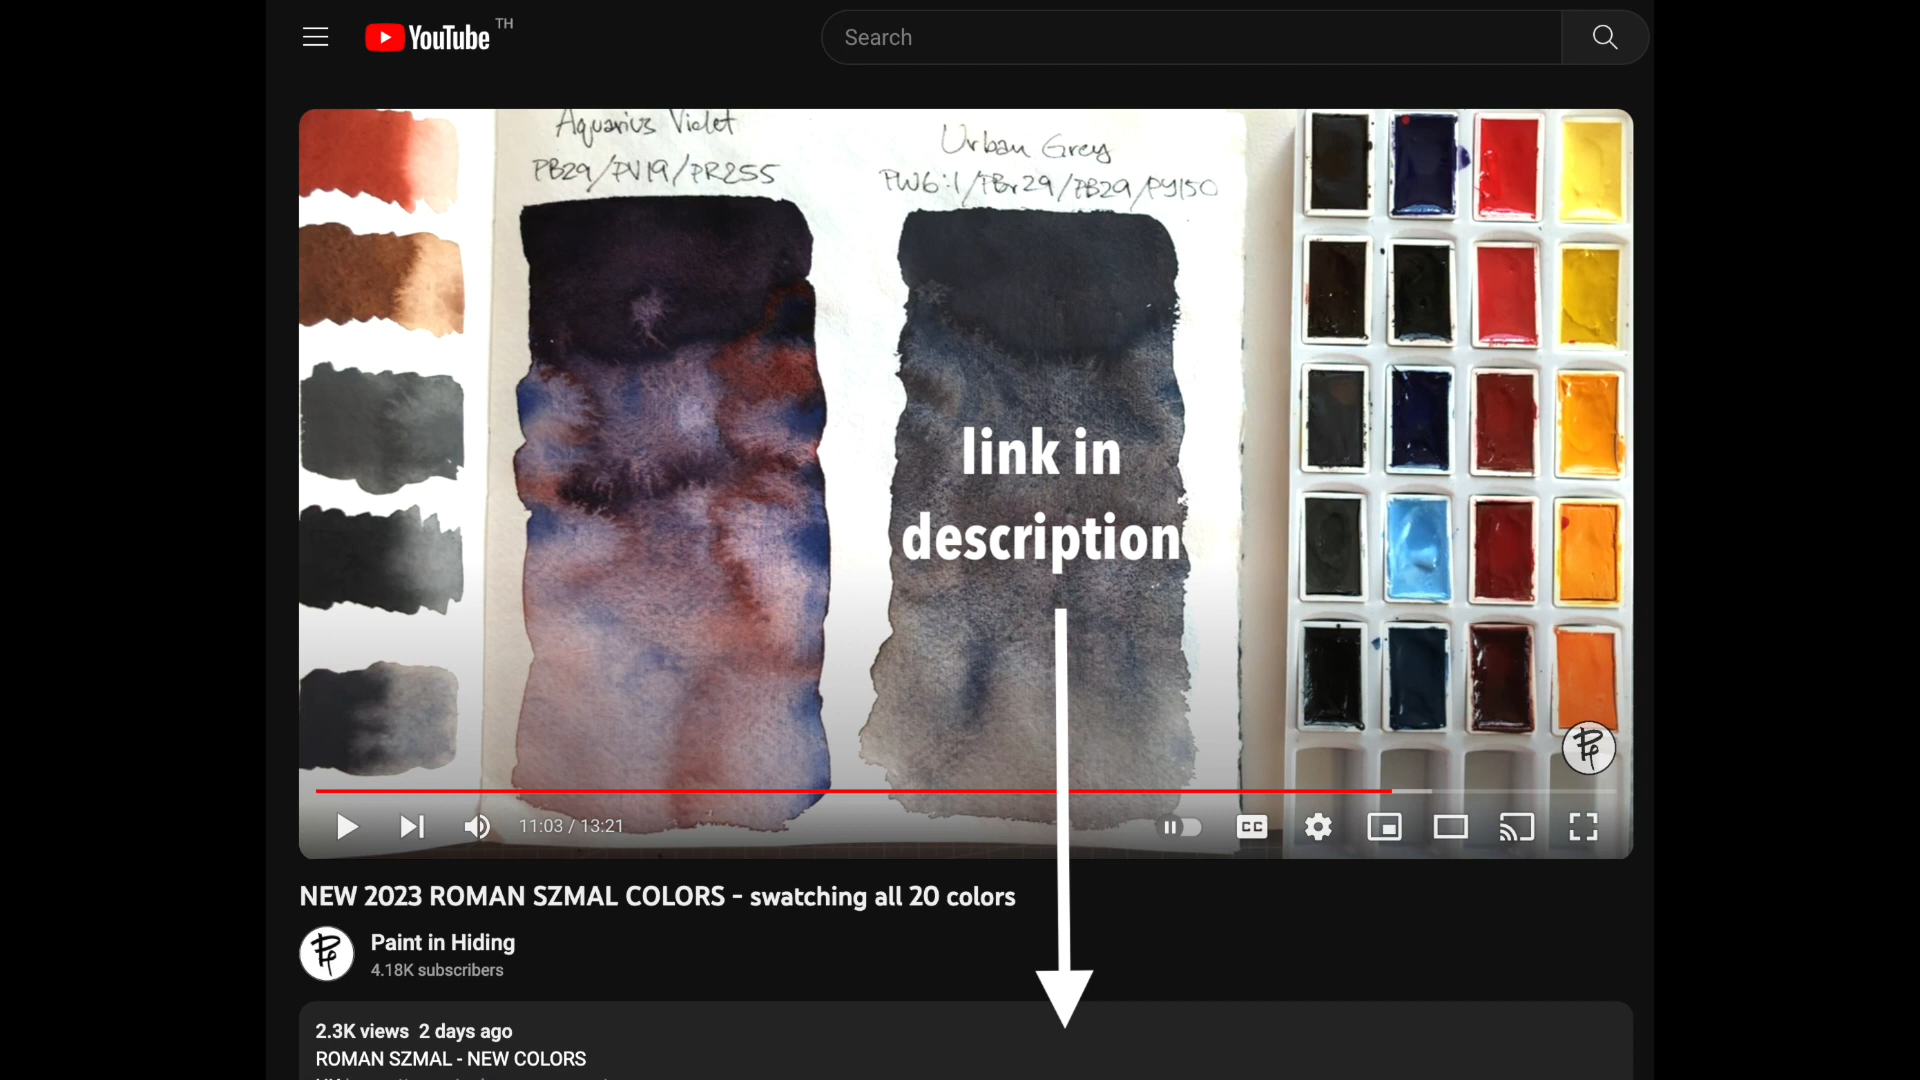 YouTube TH
Search
Aquarius Violet
PB29/PV19/PR255
Urban Grey
PW6:1/PBr29/PB29/PY150
link in
description
11:03 / 13:21
CC
NEW 2023 ROMAN SZMAL COLORS - swatching all 20 colors
Paint in Hiding
4.18K subscribers
2.3K views 2 days ago
ROMAN SZMAL - NEW COLORS